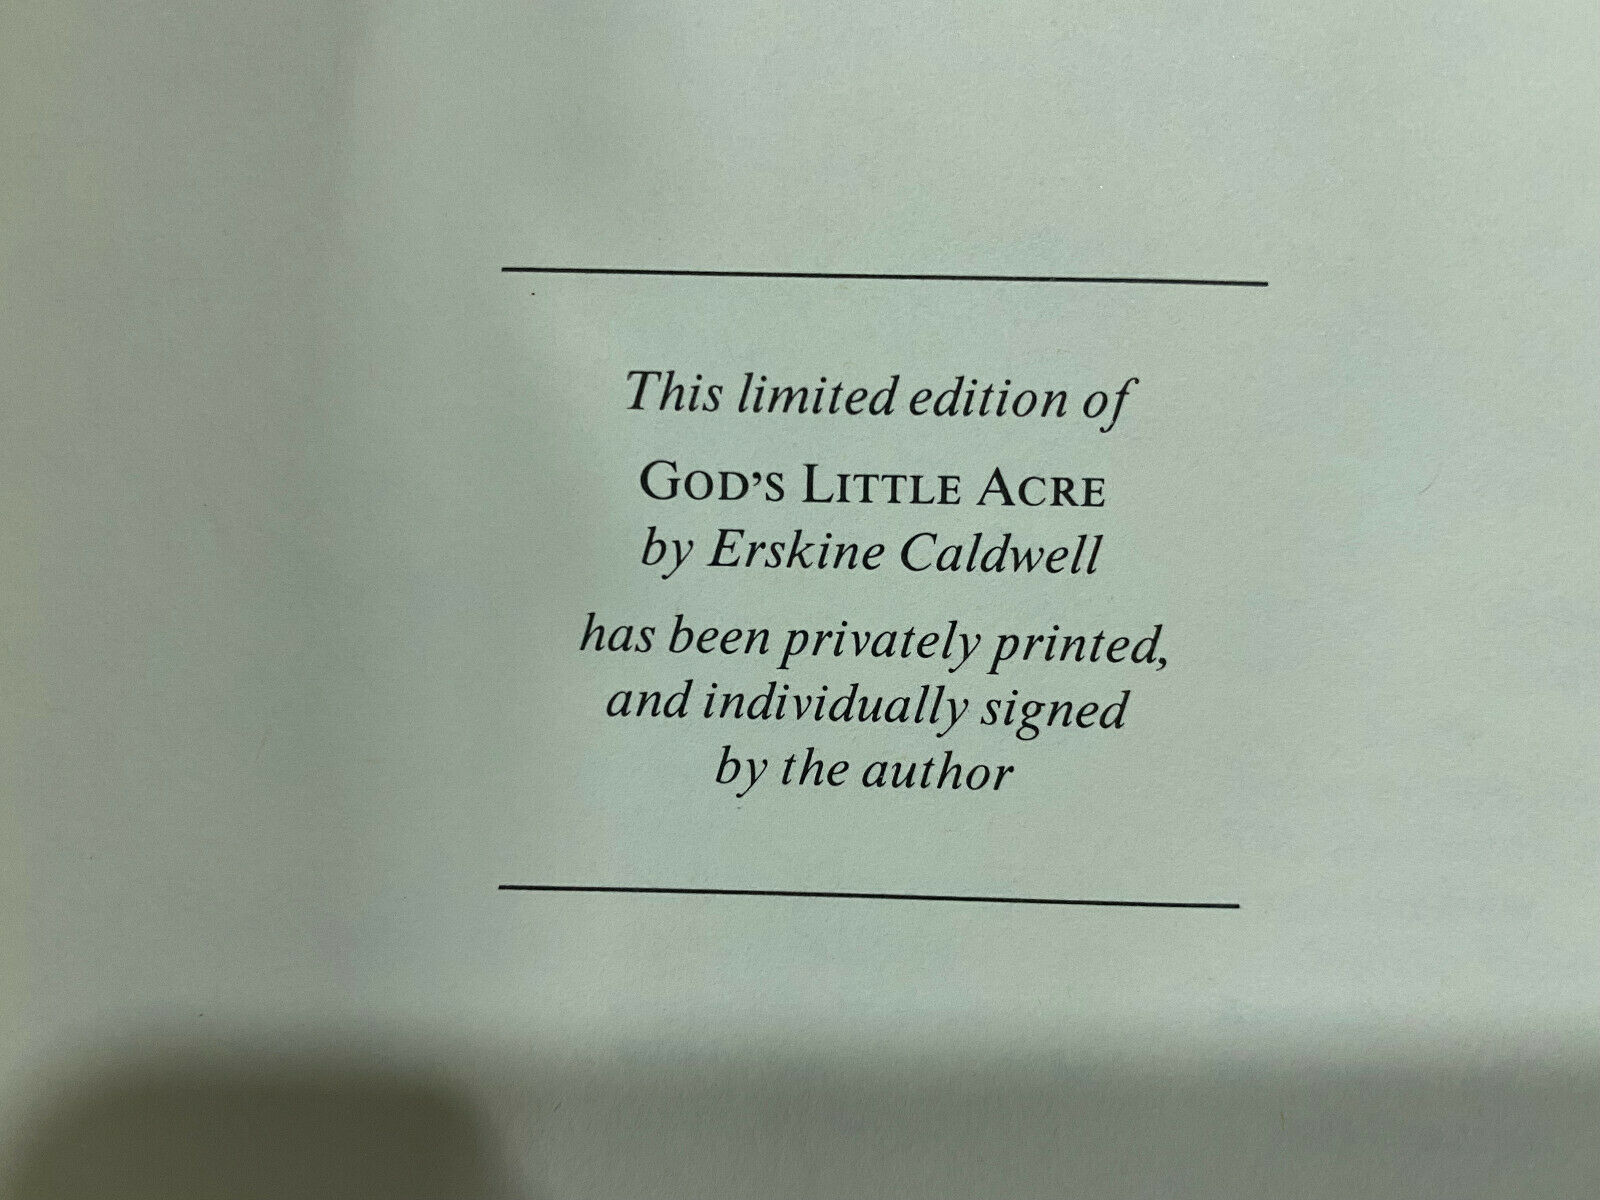 This limited edition of
GOD'S LITTLE ACRE
by Erskine Caldwell
has been privately printed,
and individually signed
by the author